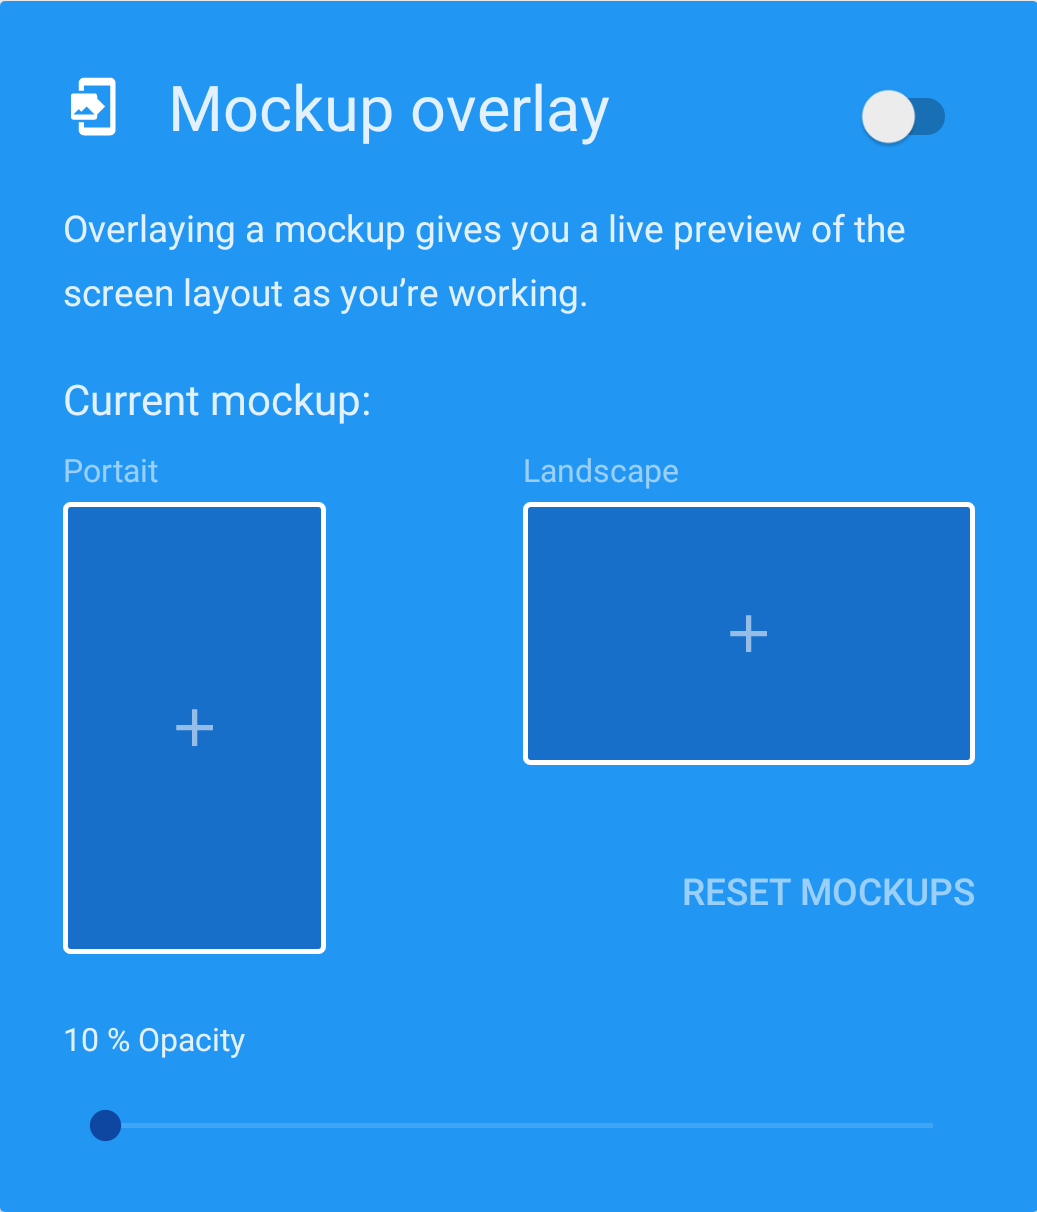 Mockup overlay
Overlaying a mockup gives you a live preview of the
screen layout as you’re working.
Current mockup:
Portait
Landscape
RESET MOCKUPS
10 % Opacity